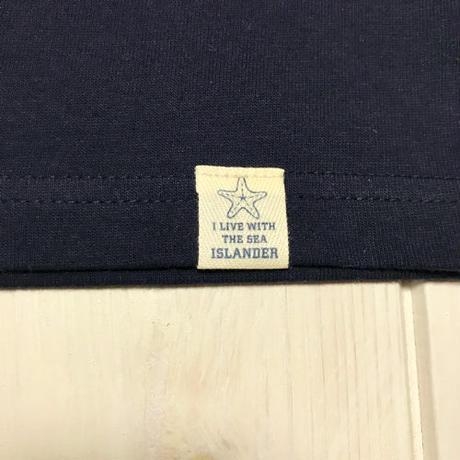 I LIVE WITH
THE SEA
ISLANDER